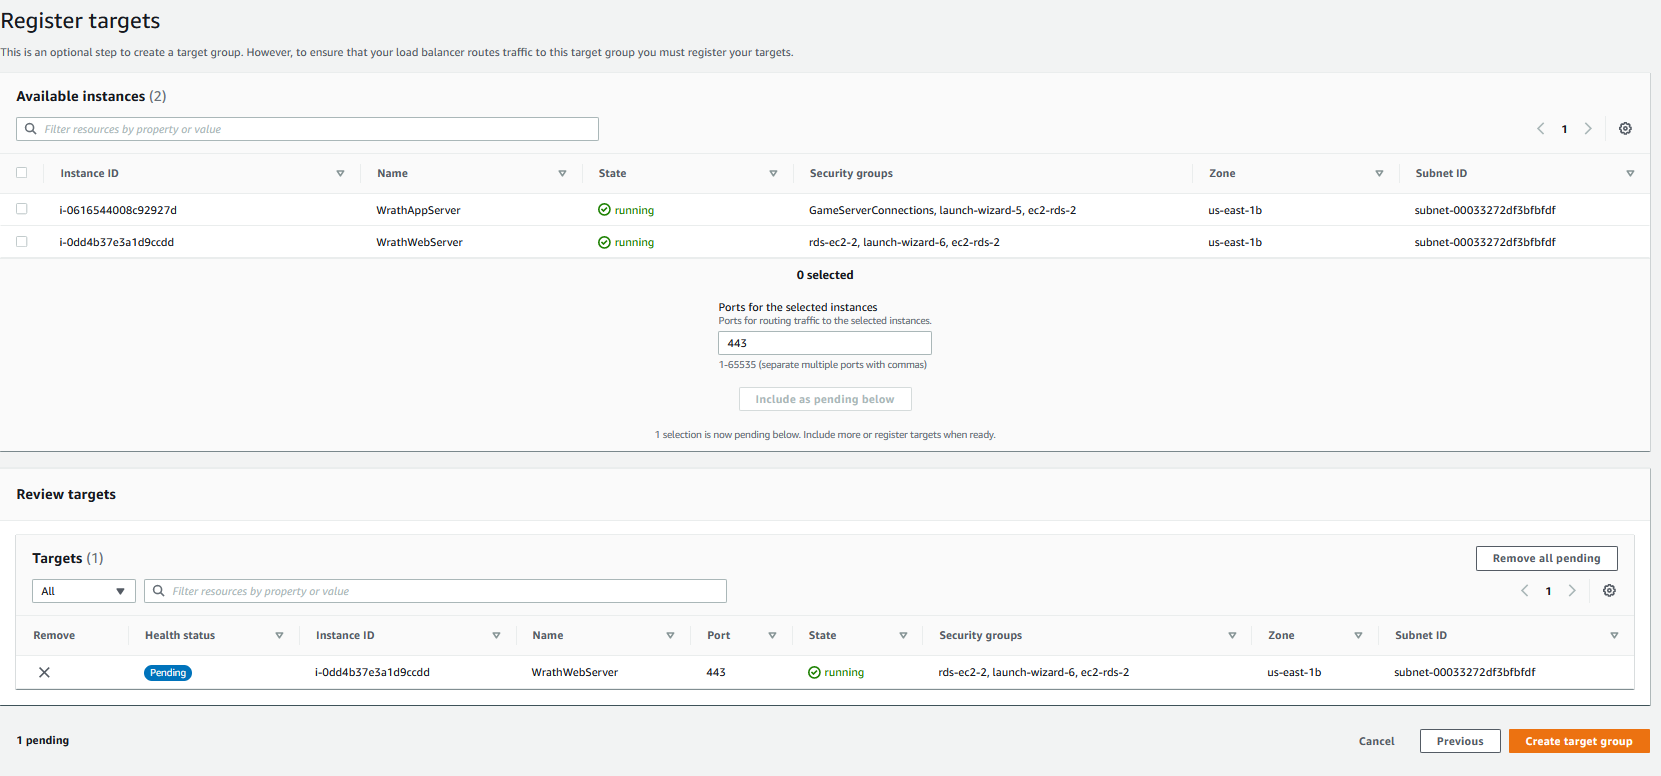 Register targets
This is an optional step to create a target group. However, to ensure that your load balancer routes traffic to this target group you must register your targets.
Available instances (2)
Filter resources by property or value
1
Instance ID Name State Security groups Zone Subnet ID
i-0616544008c92927d WrathAppServer running GameServerConnections, launch-wizard-5, ec2-rds-2 us-east-1b subnet-00033272df3bfbfdf
i-0dd4b37e3a1d9ccdd WrathWebServer running rds-ec2-2, launch-wizard-6, ec2-rds-2 us-east-1b subnet-00033272df3bfbfdf
0 selected
Ports for the selected instances
Ports for routing traffic to the selected instances.
443
1-65535 (separate multiple ports with commas)
Include as pending below
1 selection is now pending below. Include more or register targets when ready.
Review targets
Targets (1)
Remove all pending
All Filter resources by property or value
1
Remove Health status Instance ID Name Port State Security groups Zone Subnet ID
Pending i-0dd4b37e3a1d9ccdd WrathWebServer 443 running rds-ec2-2, launch-wizard-6, ec2-rds-2 us-east-1b subnet-00033272df3bfbfdf
1 pending
Cancel Previous Create target group